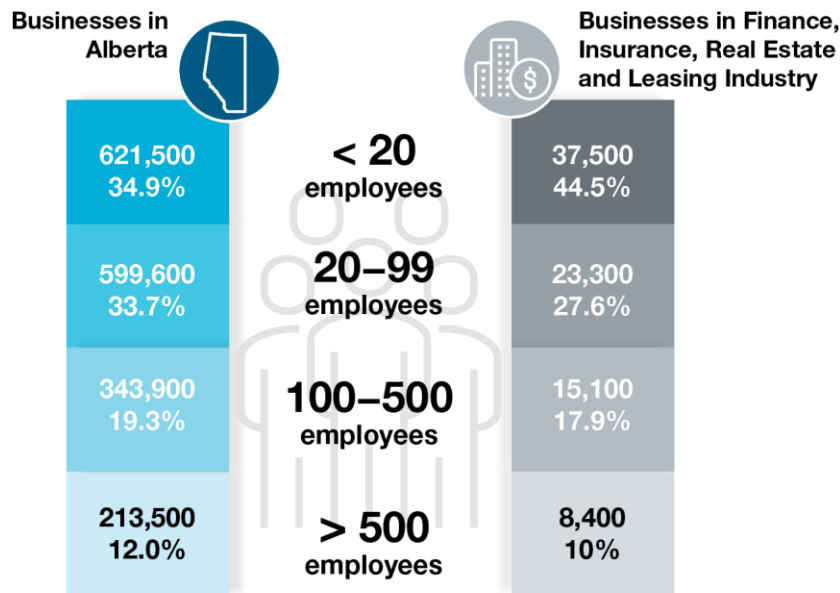 Businesses in
Alberta
Businesses in Finance,
Insurance, Real Estate
and Leasing Industry
$
621,500
34.9%
< 20
employees
37,500
44.5%
599,600
33.7%
20–99
employees
23,300
27.6%
343,900
19.3%
100–500
employees
15,100
17.9%
213,500
12.0%
> 500
employees
8,400
10%